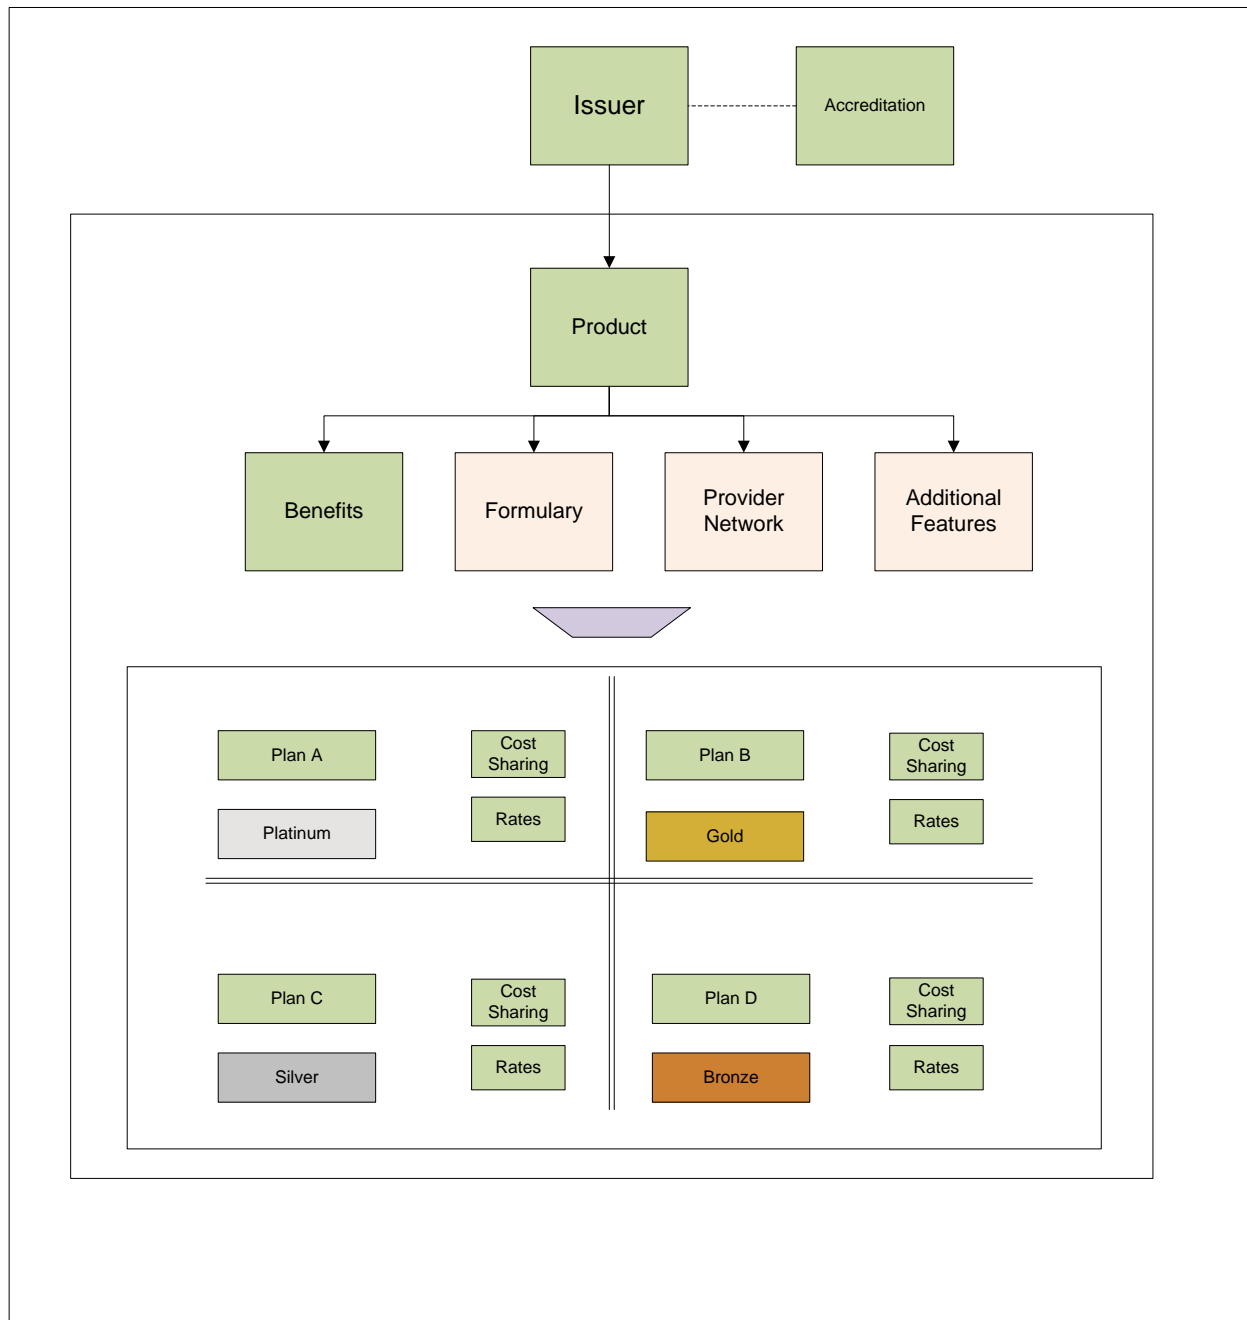 Issuer
Accreditation
Product
Benefits
Formulary
Provider
Network
Additional
Features
Plan A
Cost
Sharing
Platinum
Rates
Plan B
Cost
Sharing
Gold
Rates
Plan C
Cost
Sharing
Silver
Rates
Plan D
Cost
Sharing
Bronze
Rates